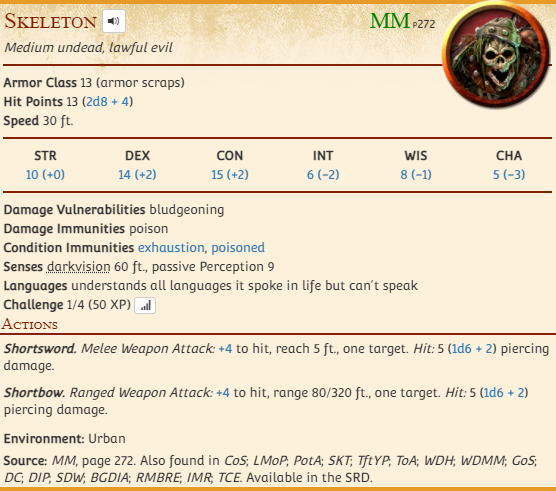 Skeleton MM p272
Medium undead, lawful evil
Armor Class 13 (armor scraps)
Hit Points 13 (2d8 + 4)
Speed 30 ft.
STR DEX CON INT WIS CHA
10 (+0) 14 (+2) 15 (+2) 6 (−2) 8 (−1) 5 (−3)
Damage Vulnerabilities bludgeoning
Damage Immunities poison
Condition Immunities exhaustion, poisoned
Senses darkvision 60 ft., passive Perception 9
Languages understands all languages it spoke in life but can't speak
Challenge 1/4 (50 XP)
Actions
Shortsword. Melee Weapon Attack: +4 to hit, reach 5 ft., one target. Hit: 5 (1d6 + 2) piercing
damage.
Shortbow. Ranged Weapon Attack: +4 to hit, range 80/320 ft., one target. Hit: 5 (1d6 + 2)
piercing damage.
Environment: Urban
Source: MM, page 272. Also found in CoS; LMoP; PotA; SKT; TftYP; ToA; WDH; WDMM; GoS;
DC; DIP; SDW; BGDIA; RMBRE; IMR; TCE. Available in the SRD.